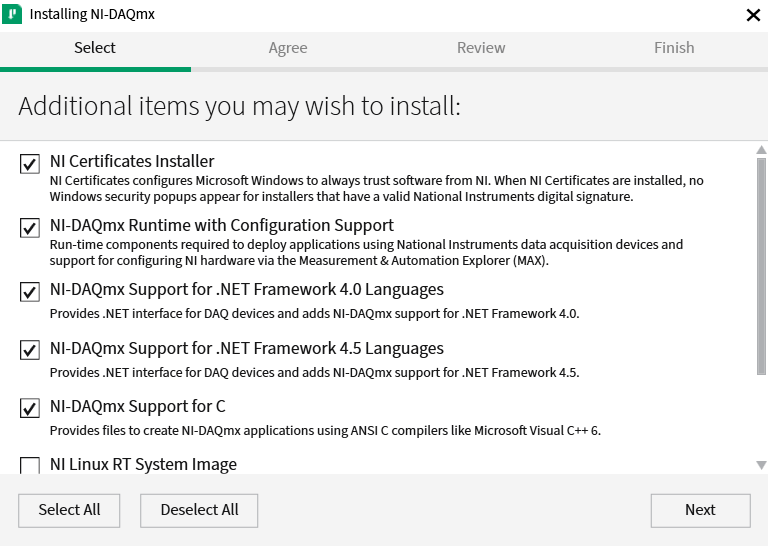 Installing NI-DAQmx
Select
Agree
Review
Finish
Additional items you may wish to install:
NI Certificates Installer
NI Certificates configures Microsoft Windows to always trust software from NI. When NI Certificates are installed, no
Windows security popups appear for installers that have a valid National Instruments digital signature.
NI-DAQmx Runtime with Configuration Support
Run-time components required to deploy applications using National Instruments data acquisition devices and
support for configuring NI hardware via the Measurement & Automation Explorer (MAX).
NI-DAQmx Support for .NET Framework 4.0 Languages
Provides .NET interface for DAQ devices and adds NI-DAQmx support for .NET Framework 4.0.
NI-DAQmx Support for .NET Framework 4.5 Languages
Provides .NET interface for DAQ devices and adds NI-DAQmx support for .NET Framework 4.5.
NI-DAQmx Support for C
Provides files to create NI-DAQmx applications using ANSI C compilers like Microsoft Visual C++ 6.
NI Linux RT System Image
Select All
Deselect All
Next